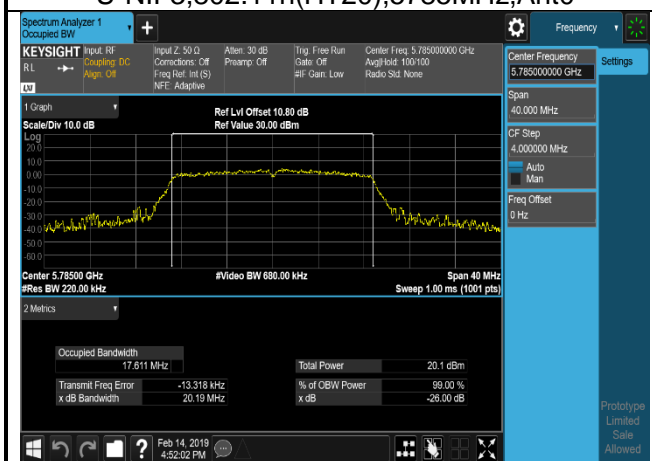 U-NII-3,802.11n(HT20),5785MHz,Ant0
Spectrum Analyzer 1
Occupied BW
Frequency
KEYSIGHT
RL
LXI
Input: RF
Coupling: DC
Align: Off
Input Z: 50 Ω
Corrections: Off
Freq Ref: Int (S)
NFE: Adaptive
Atten: 30 dB
Preamp: Off
Trig: Free Run
Gate: Off
#IF Gain: Low
Center Freq: 5.785000000 GHz
Avg|Hold: 100/100
Radio Std: None
Center Frequency
5.785000000 GHz
Settings
Span
40.000 MHz
CF Step
4.000000 MHz
Auto
Man
Freq Offset
0 Hz
1 Graph
Scale/Div 10.0 dB
Ref Lvl Offset 10.80 dB
Ref Value 30.00 dBm
Log
20.0
10.0
0.00
-10.0
-20.0
-30.0
-40.0
-50.0
-60.0
Center 5.78500 GHz
#Res BW 220.00 kHz
#Video BW 680.00 kHz
Span 40 MHz
Sweep 1.00 ms (1001 pts)
2 Metrics
Occupied Bandwidth
17.611 MHz
Total Power 20.1 dBm
Transmit Freq Error -13.318 kHz
% of OBW Power 99.00 %
x dB Bandwidth 20.19 MHz
x dB -26.00 dB
Prototype
Limited
Sale
Allowed
?
Feb 14, 2019
4:52:02 PM